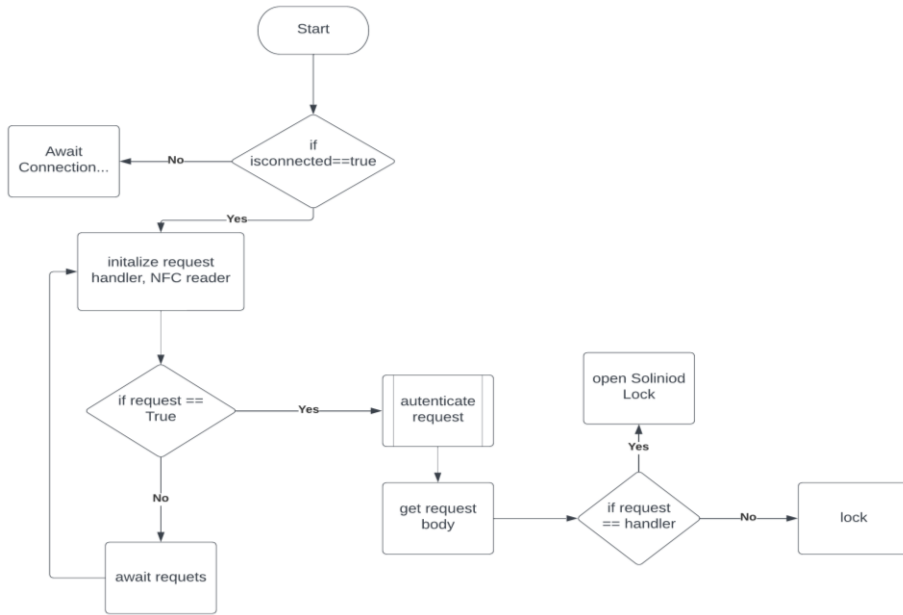 Start
if
isconnected==true
No
Await
Connection...
Yes
initalize request
handler, NFC reader
if request ==
True
Yes
autenticate
request
open Soliniod
Lock
Yes
No
get request
body
if request
== handler
No
lock
await requets